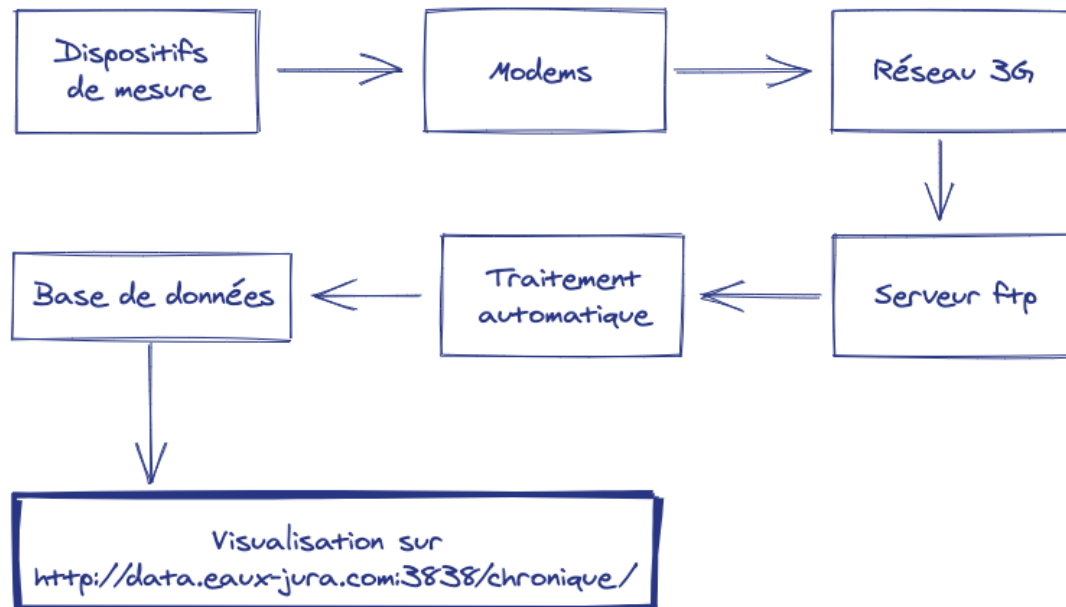 Dispositifs
de mesure
Modems
Réseau 3G
Serveur ftp
Traitement
automatique
Base de données
Visualisation sur
http://data.eaux-jura.com:3838/chronique/